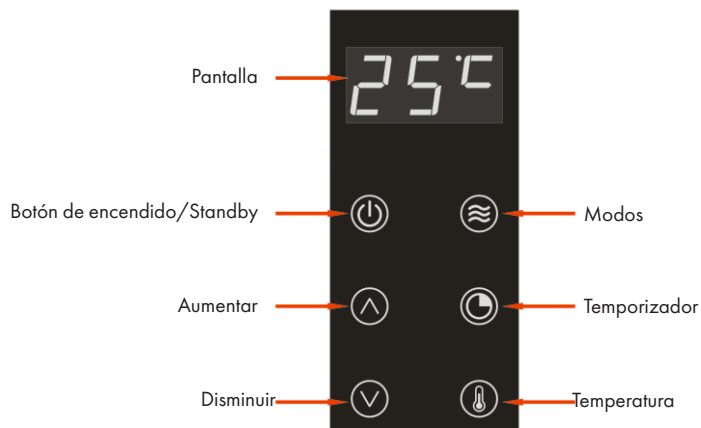 Pantalla
25°C
Botón de encendido/Standby
Modos
Aumentar
Temporizador
Disminuir
Temperatura